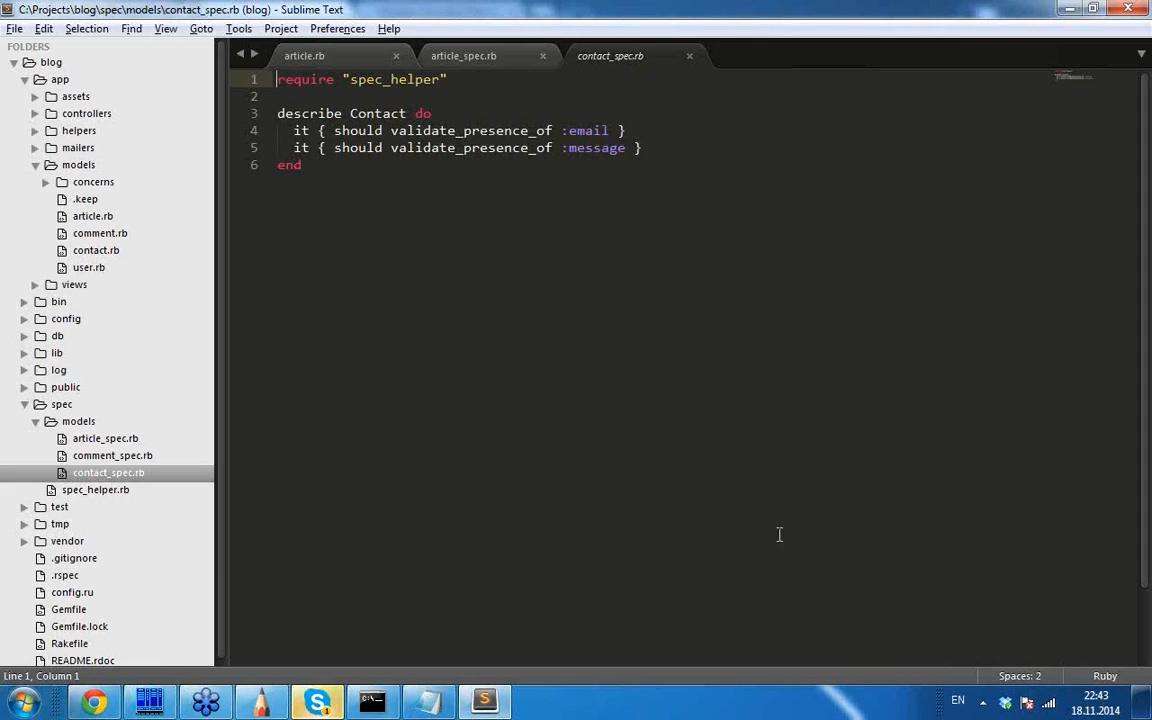 C:\Projects\blog\spec\models\contact_spec.rb (blog) - Sublime Text
File Edit Selection Find View Goto Tools Project Preferences Help
FOLDERS
blog
app
assets
controllers
helpers
mailers
models
concerns
.keep
article.rb
comment.rb
contact.rb
user.rb
views
bin
config
db
lib
log
public
spec
models
article_spec.rb
comment_spec.rb
contact_spec.rb
spec_helper.rb
test
tmp
vendor
.gitignore
.rspec
config.ru
Gemfile
Gemfile.lock
Rakefile
README.rdoc
article.rb article_spec.rb contact_spec.rb
1 require "spec_helper"
2
3 describe Contact do
4 it { should validate_presence_of :email }
5 it { should validate_presence_of :message }
6 end
Line 1, Column 1 Spaces: 2 Ruby
EN 22:43
18.11.2014